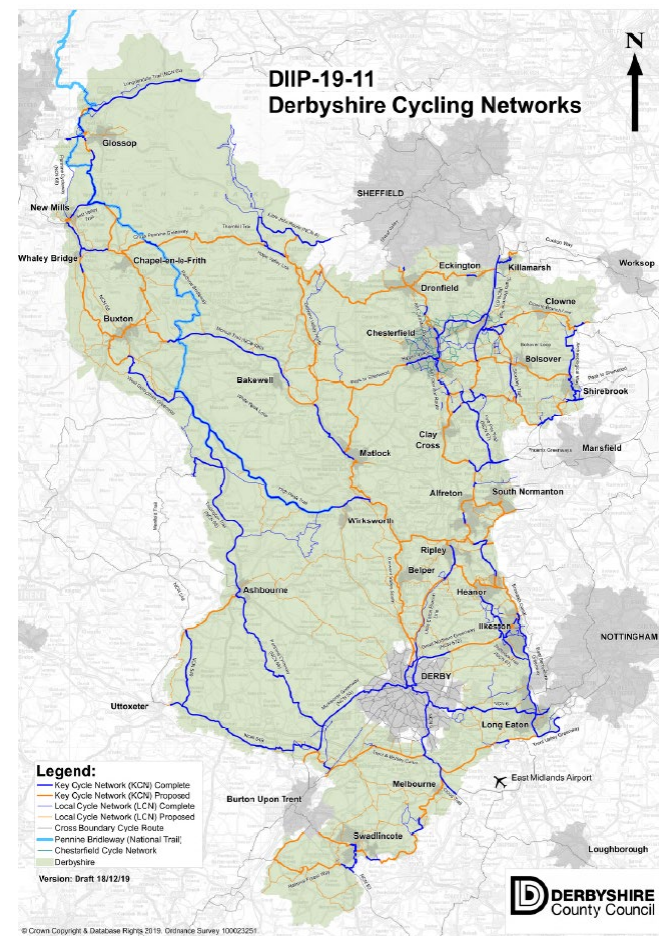 DIIP-19-11
Derbyshire Cycling Networks
N
Glossop
SHEFFIELD
New Mills
Whaley Bridge
Chapel-en-le-Frith
Eckington
Killamarsh
Worksop
Dronfield
Clowne
Buxton
Chesterfield
Bolsover
Bakewell
Shirebrook
Clay
Cross
Mansfield
Matlock
Alfreton
South Normanton
Wirksworth
Ripley
Belper
Ashbourne
Heanor
Ilkeston
NOTTINGHAM
DERBY
Uttoxeter
Long Eaton
Trent Valley Greenway
East Midlands Airport
Melbourne
Burton Upon Trent
Swadlincote
Loughborough
Legend:
Key Cycle Network (KCN) Complete
Key Cycle Network (KCN) Proposed
Local Cycle Network (LCN) Complete
Local Cycle Network (LCN) Proposed
Cross Boundary Cycle Route
Pennine Bridleway (National Trail)
Chesterfield Cycle Network
Derbyshire
Version: Draft 18/12/19
DERBYSHIRE
County Council
© Crown Copyright & Database Rights 2019. Ordnance Survey 100023251.